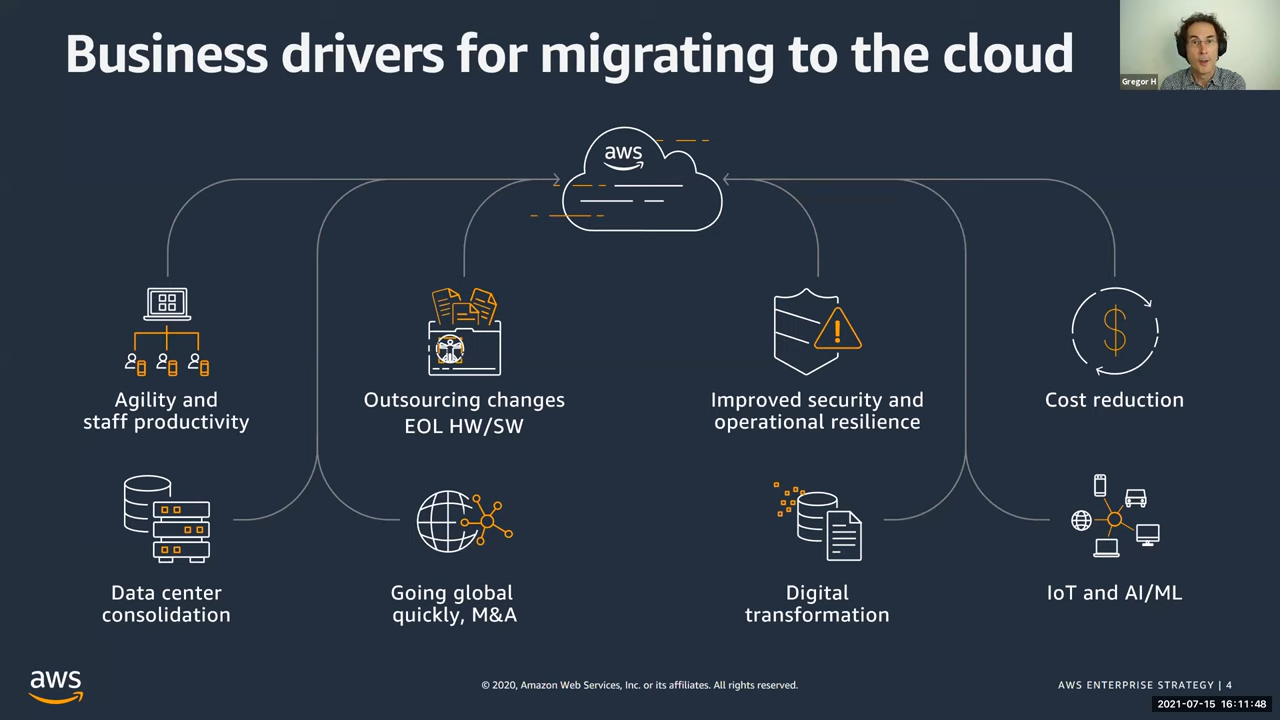 Business drivers for migrating to the cloud
Gregor H
aws
Agility and
staff productivity
Outsourcing changes
EOL HW/SW
Improved security and
operational resilience
Cost reduction
Data center
consolidation
Going global
quickly, M&A
Digital
transformation
IoT and AI/ML
aws
© 2020, Amazon Web Services, Inc. or its affiliates. All rights reserved.
AWS ENTERPRISE STRATEGY | 4
2021-07-15 16:11:48